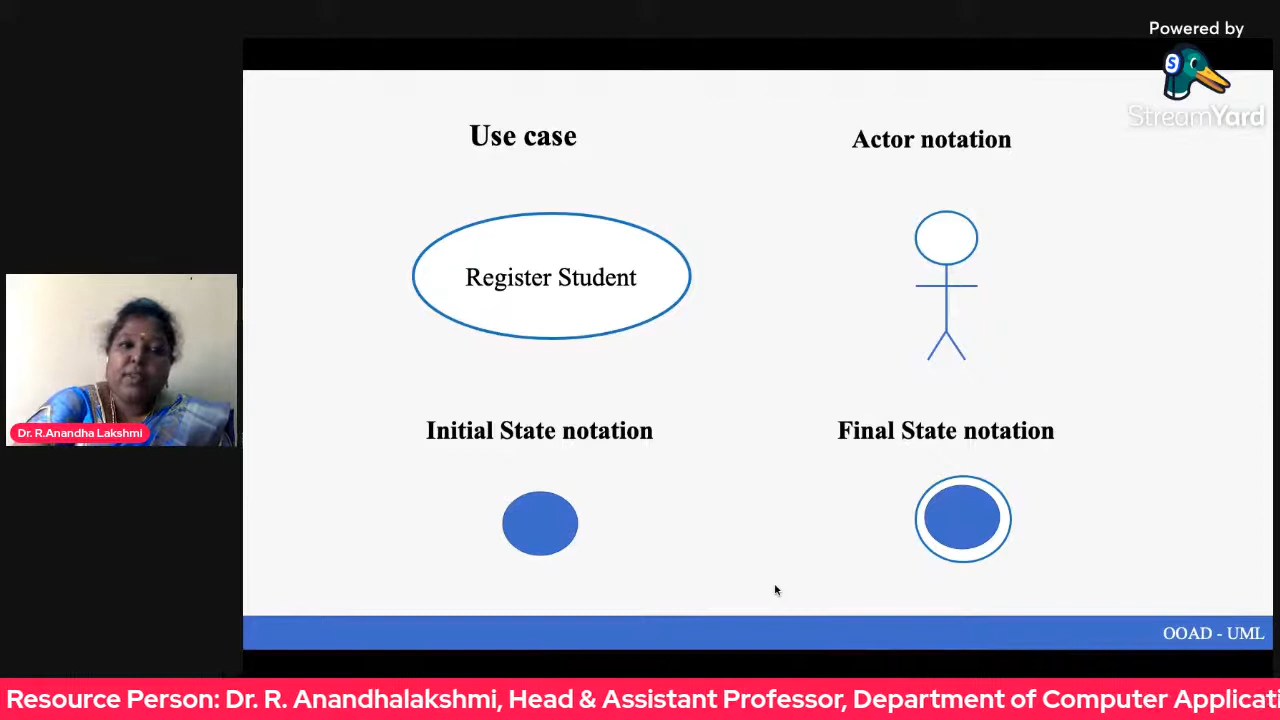 Powered by
StreamYard
Use case
Actor notation
Register Student
Initial State notation
Final State notation
Dr. R.Anandha Lakshmi
OOAD - UML
Resource Person: Dr. R. Anandhalakshmi, Head & Assistant Professor, Department of Computer Applicati